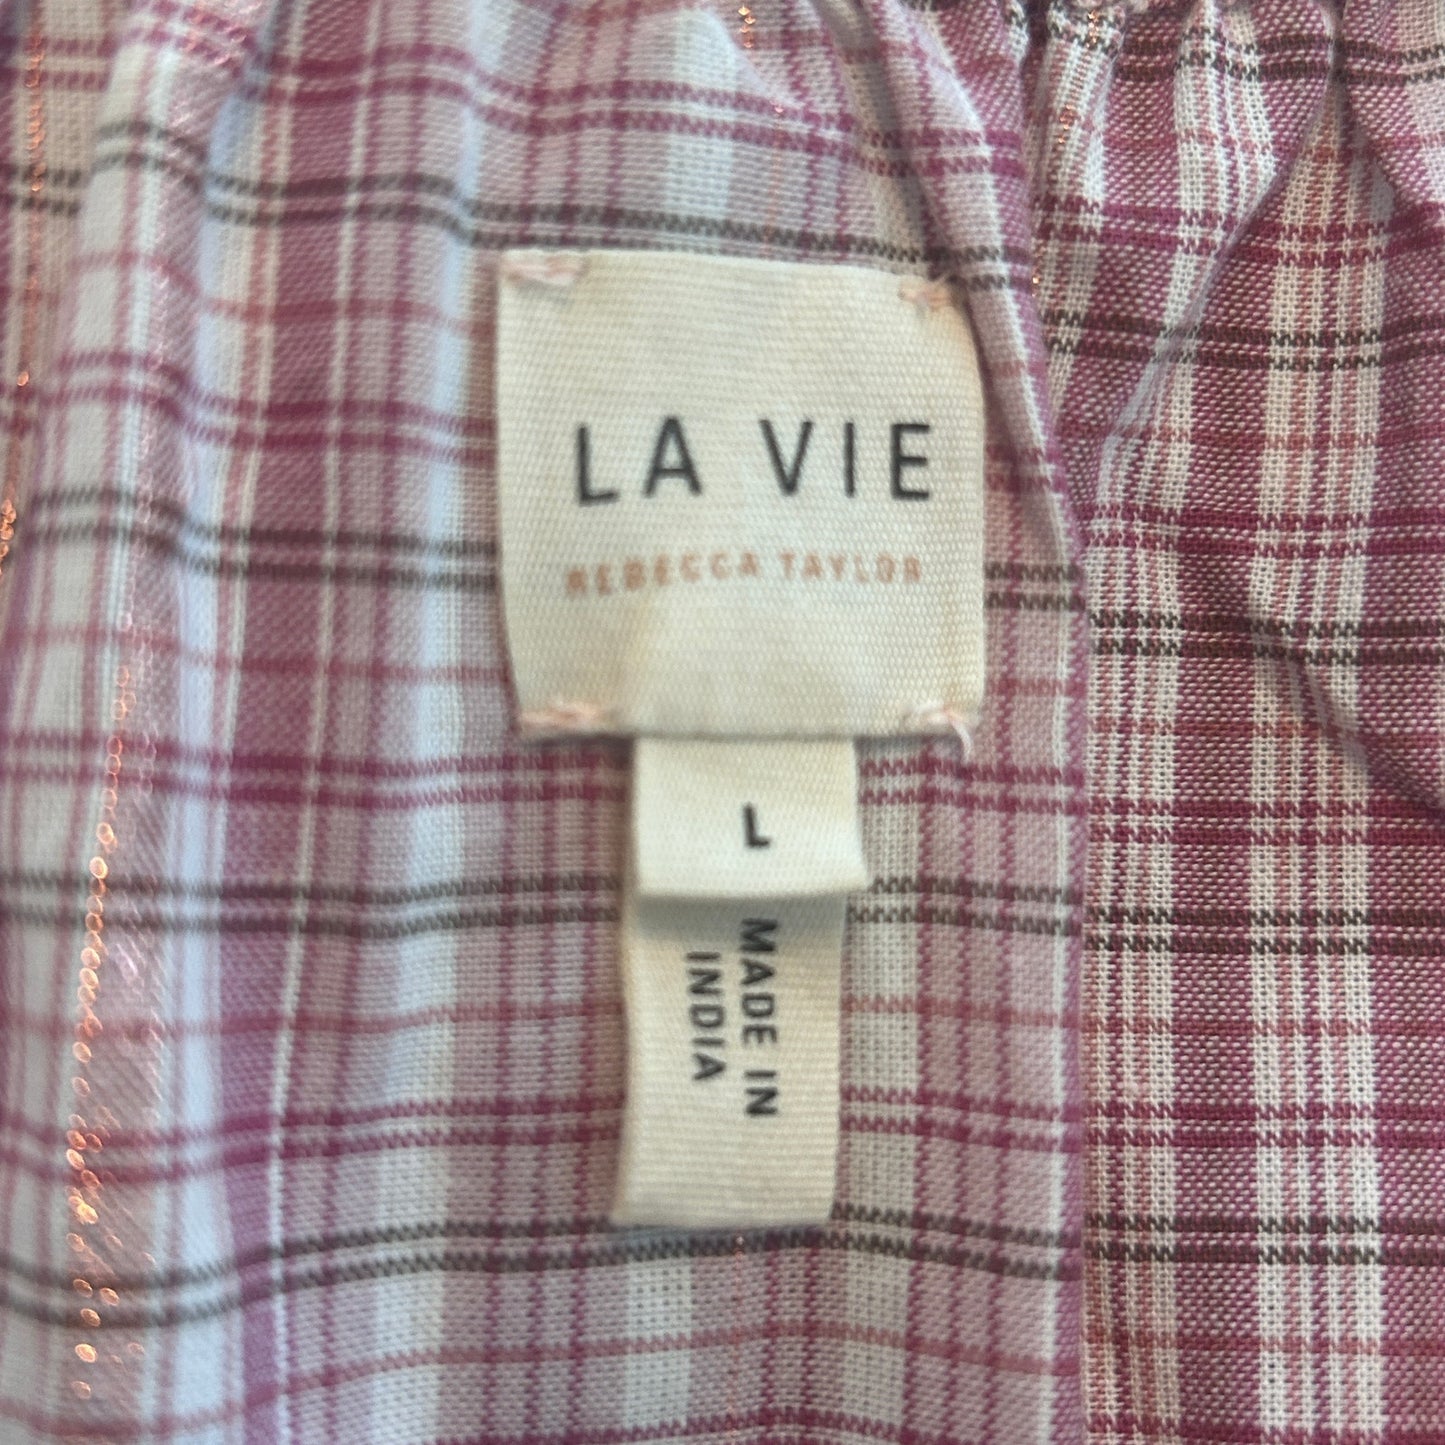 LA VIE
REBECCA TAYLOR
L
MADE IN
INDIA